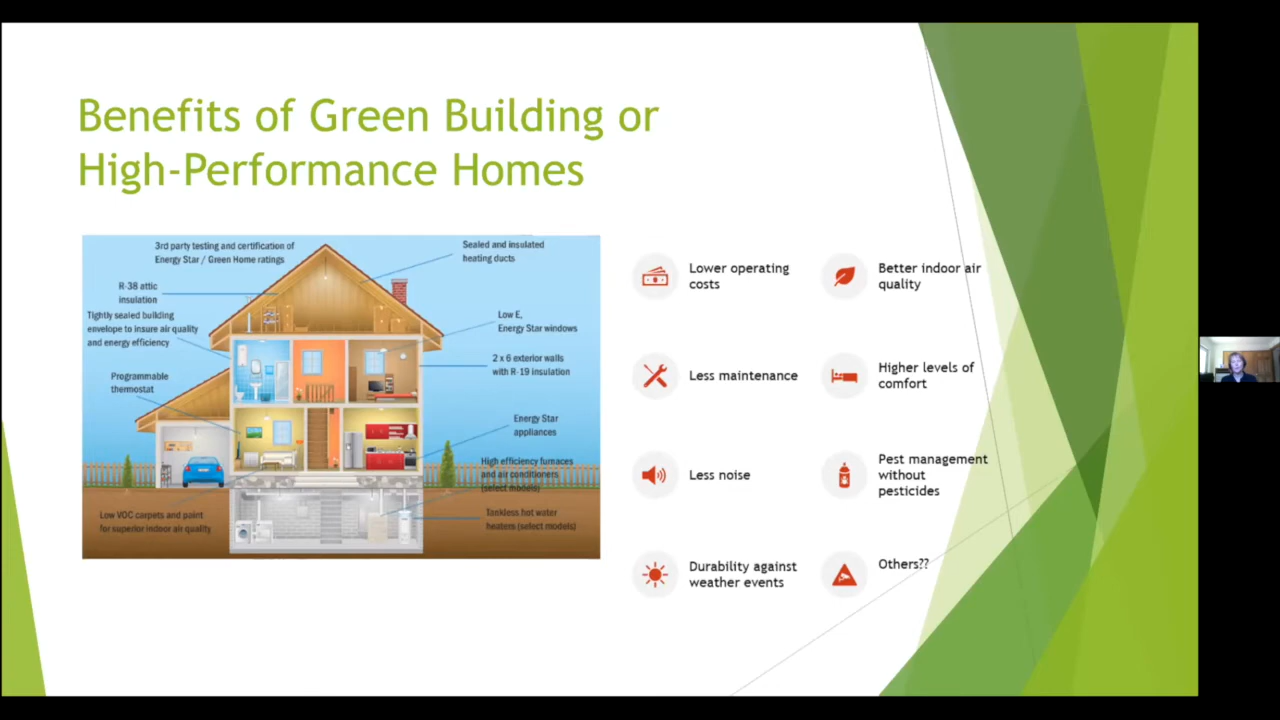 Benefits of Green Building or
High-Performance Homes
3rd party testing and certification of
Energy Star / Green Home ratings
Sealed and insulated
heating ducts
R-38 attic
insulation
Tightly sealed building
envelope to insure air quality
and energy efficiency
Low E,
Energy Star windows
2 x 6 exterior walls
with R-19 insulation
Programmable
thermostat
Energy Star
appliances
High efficiency furnaces
and air conditioners
(select models)
Low VOC carpets and paint
for superior indoor air quality
Tankless hot water
heaters (select models)
Lower operating
costs
Better indoor air
quality
Less maintenance
Higher levels of
comfort
Less noise
Pest management
without
pesticides
Durability against
weather events
Others??